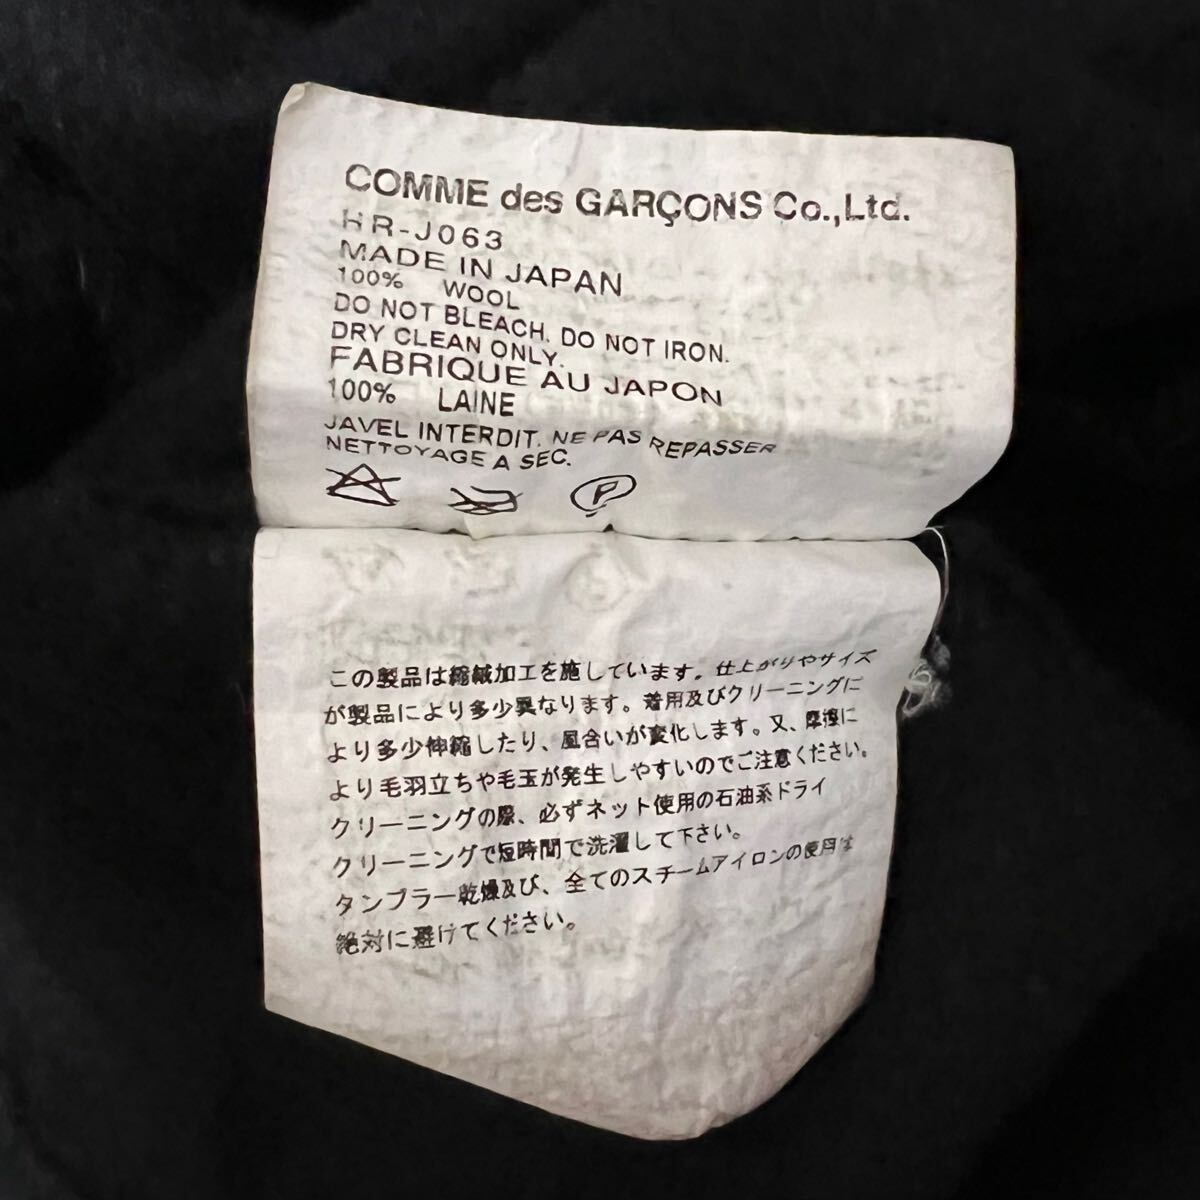 COMME des GARÇONS Co.,Ltd.
HR-J063
MADE IN JAPAN
100% WOOL
DO NOT BLEACH. DO NOT IRON.
DRY CLEAN ONLY.
FABRIQUE AU JAPON
100% LAINE
JAVEL INTERDIT. NE PAS REPASSER
NETTOYAGE A SEC.
P
この製品は縮絨加工を施しています。仕上がりやサイズ
が製品により多少異なります。着用及びクリーニングに
より多少伸縮したり、風合いが変化します。又、摩擦に
より毛羽立ちや毛玉が発生しやすいのでご注意ください。
クリーニングの際、必ずネット使用の石油系ドライ
クリーニングで短時間で洗濯して下さい。
タンブラー乾燥及び、全てのスチームアイロンの使用は
絶対に避けてください。